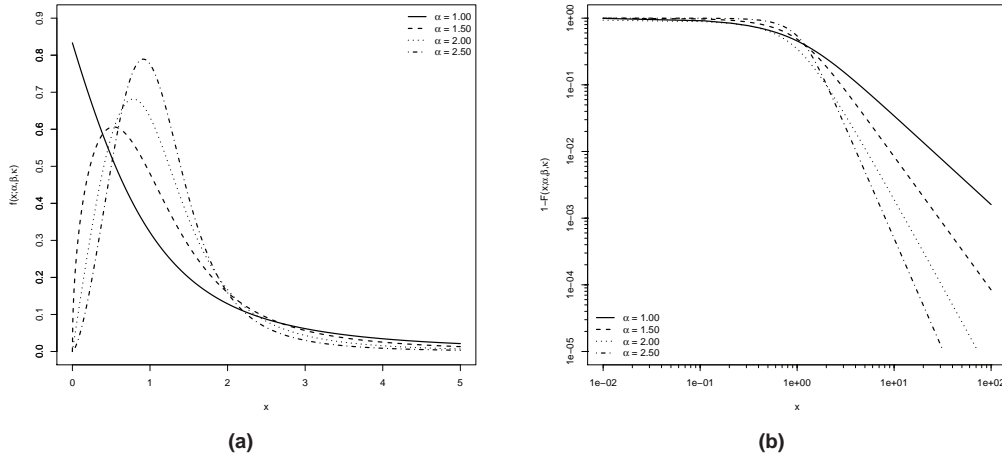 0.0 0.1 0.2 0.3 0.4 0.5 0.6 0.7 0.8 0.9
f(x;α,β,κ)
α = 1.00
α = 1.50
α = 2.00
α = 2.50
0 1 2 3 4 5
x
(a)
1e-05 1e-04 1e-03 1e-02 1e-01 1e+00
1−F(x;α,β,κ)
α = 1.00
α = 1.50
α = 2.00
α = 2.50
1e−02 1e−01 1e+00 1e+01 1e+02
x
(b)